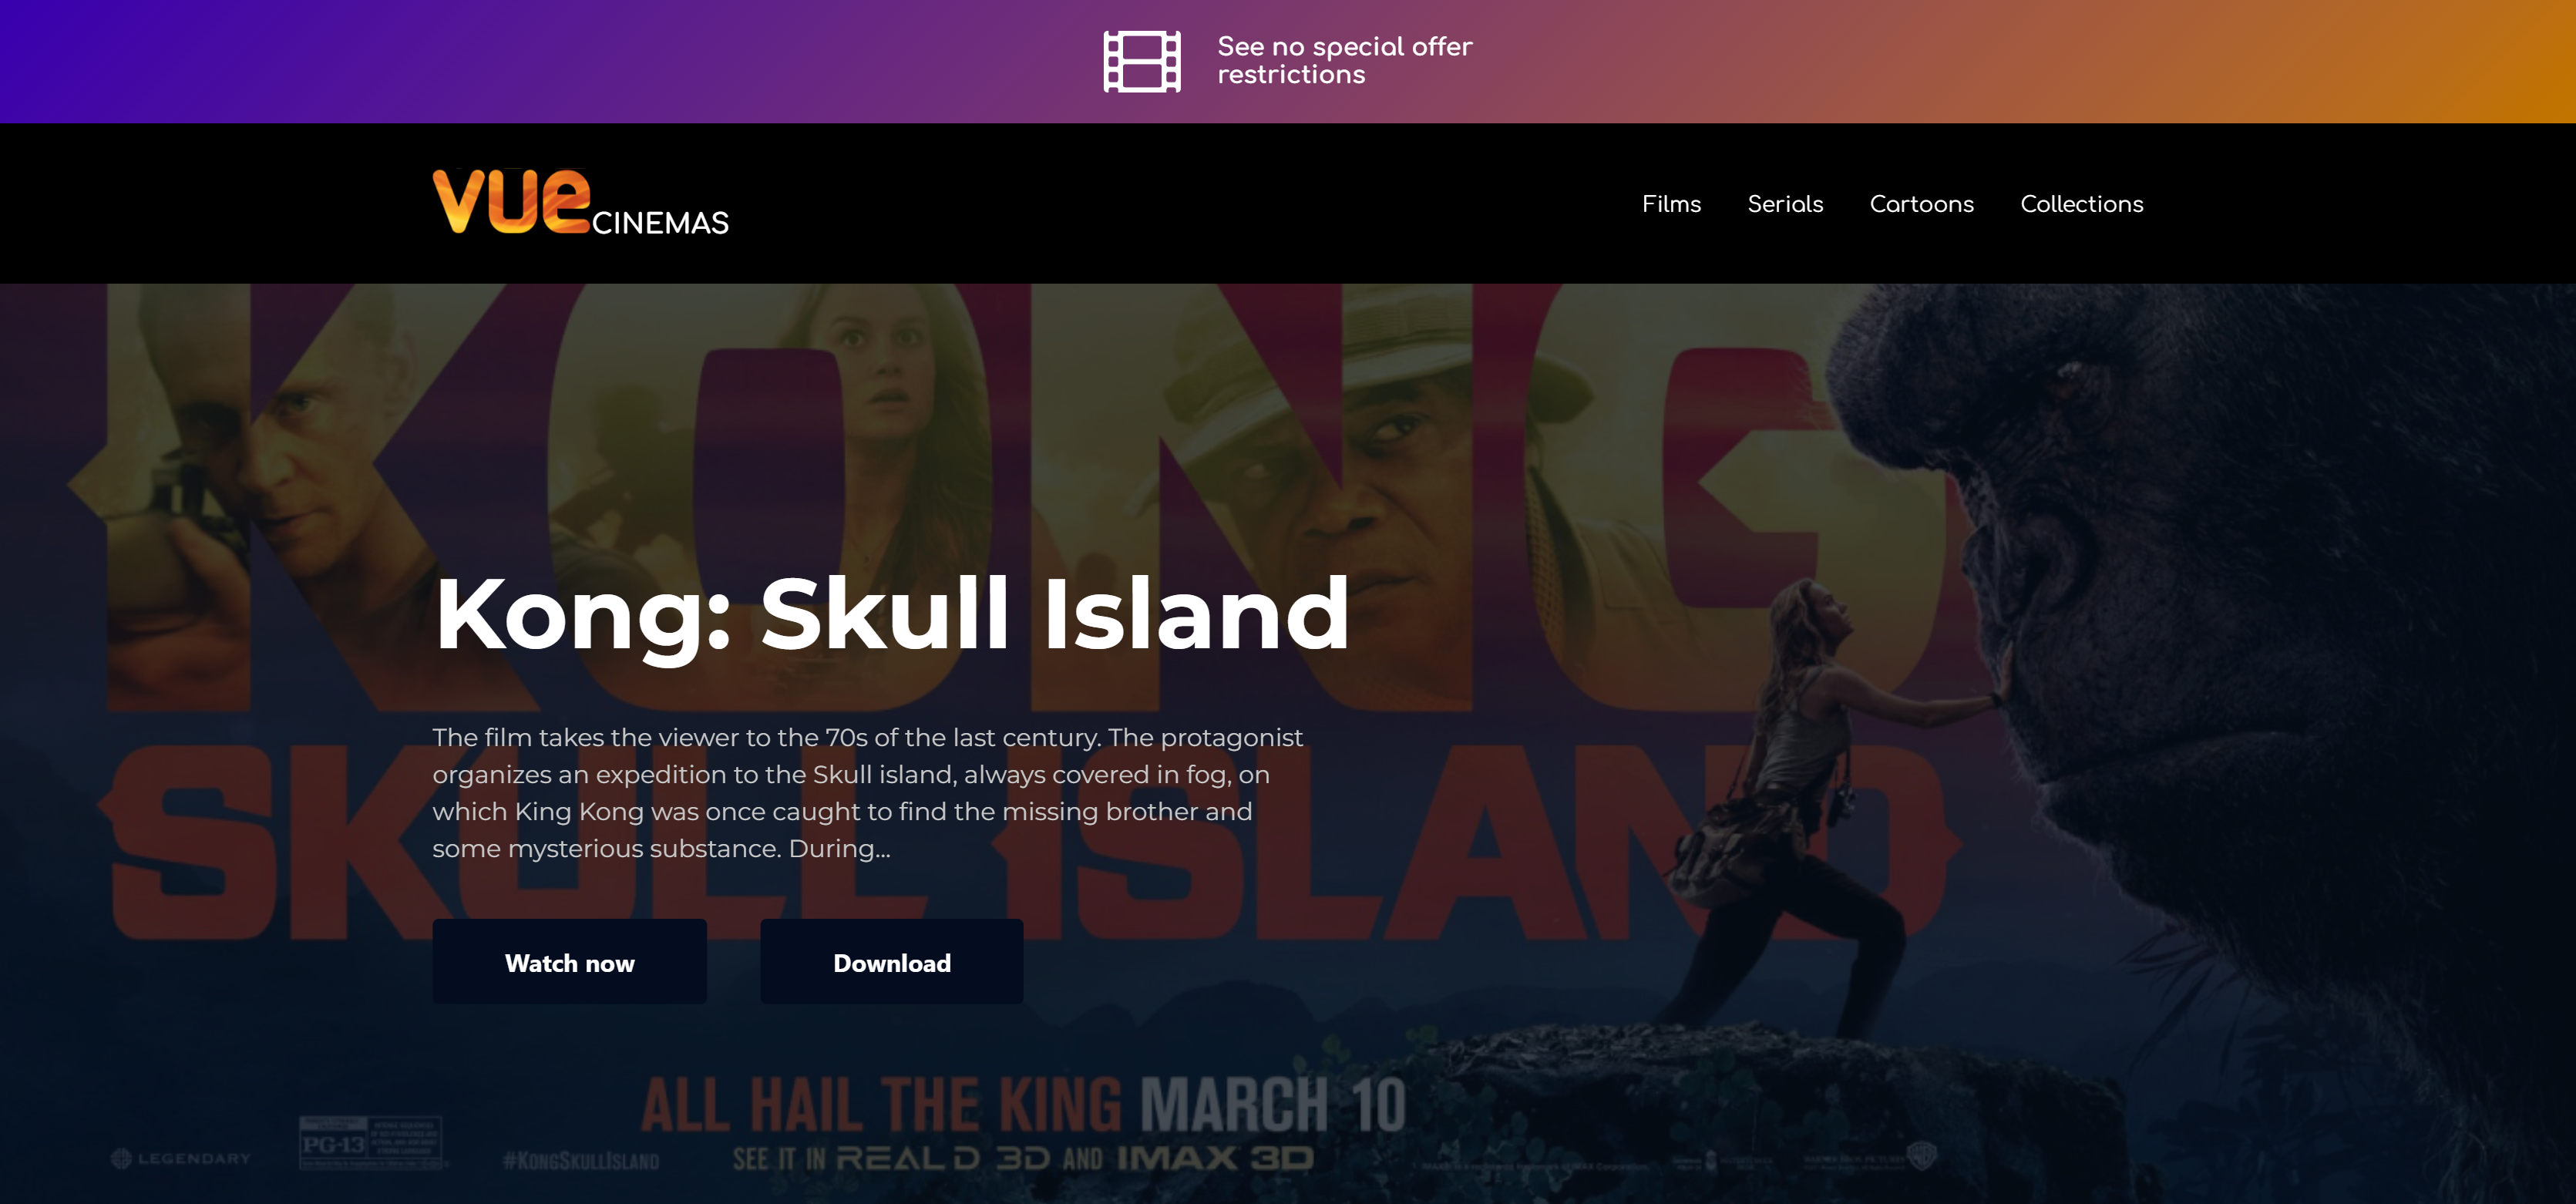 See no special offer
restrictions
vue CINEMAS
Films
Serials
Cartoons
Collections
KONG
SKULL ISLAND
Kong: Skull Island
The film takes the viewer to the 70s of the last century. The protagonist
organizes an expedition to the Skull island, always covered in fog, on
which King Kong was once caught to find the missing brother and
some mysterious substance. During...
Watch now
Download
ALL HAIL THE KING MARCH 10
LEGENDARY
PG-13
#KONGSKULLISLAND
SEE IT IN REAL D 3D AND IMAX 3D